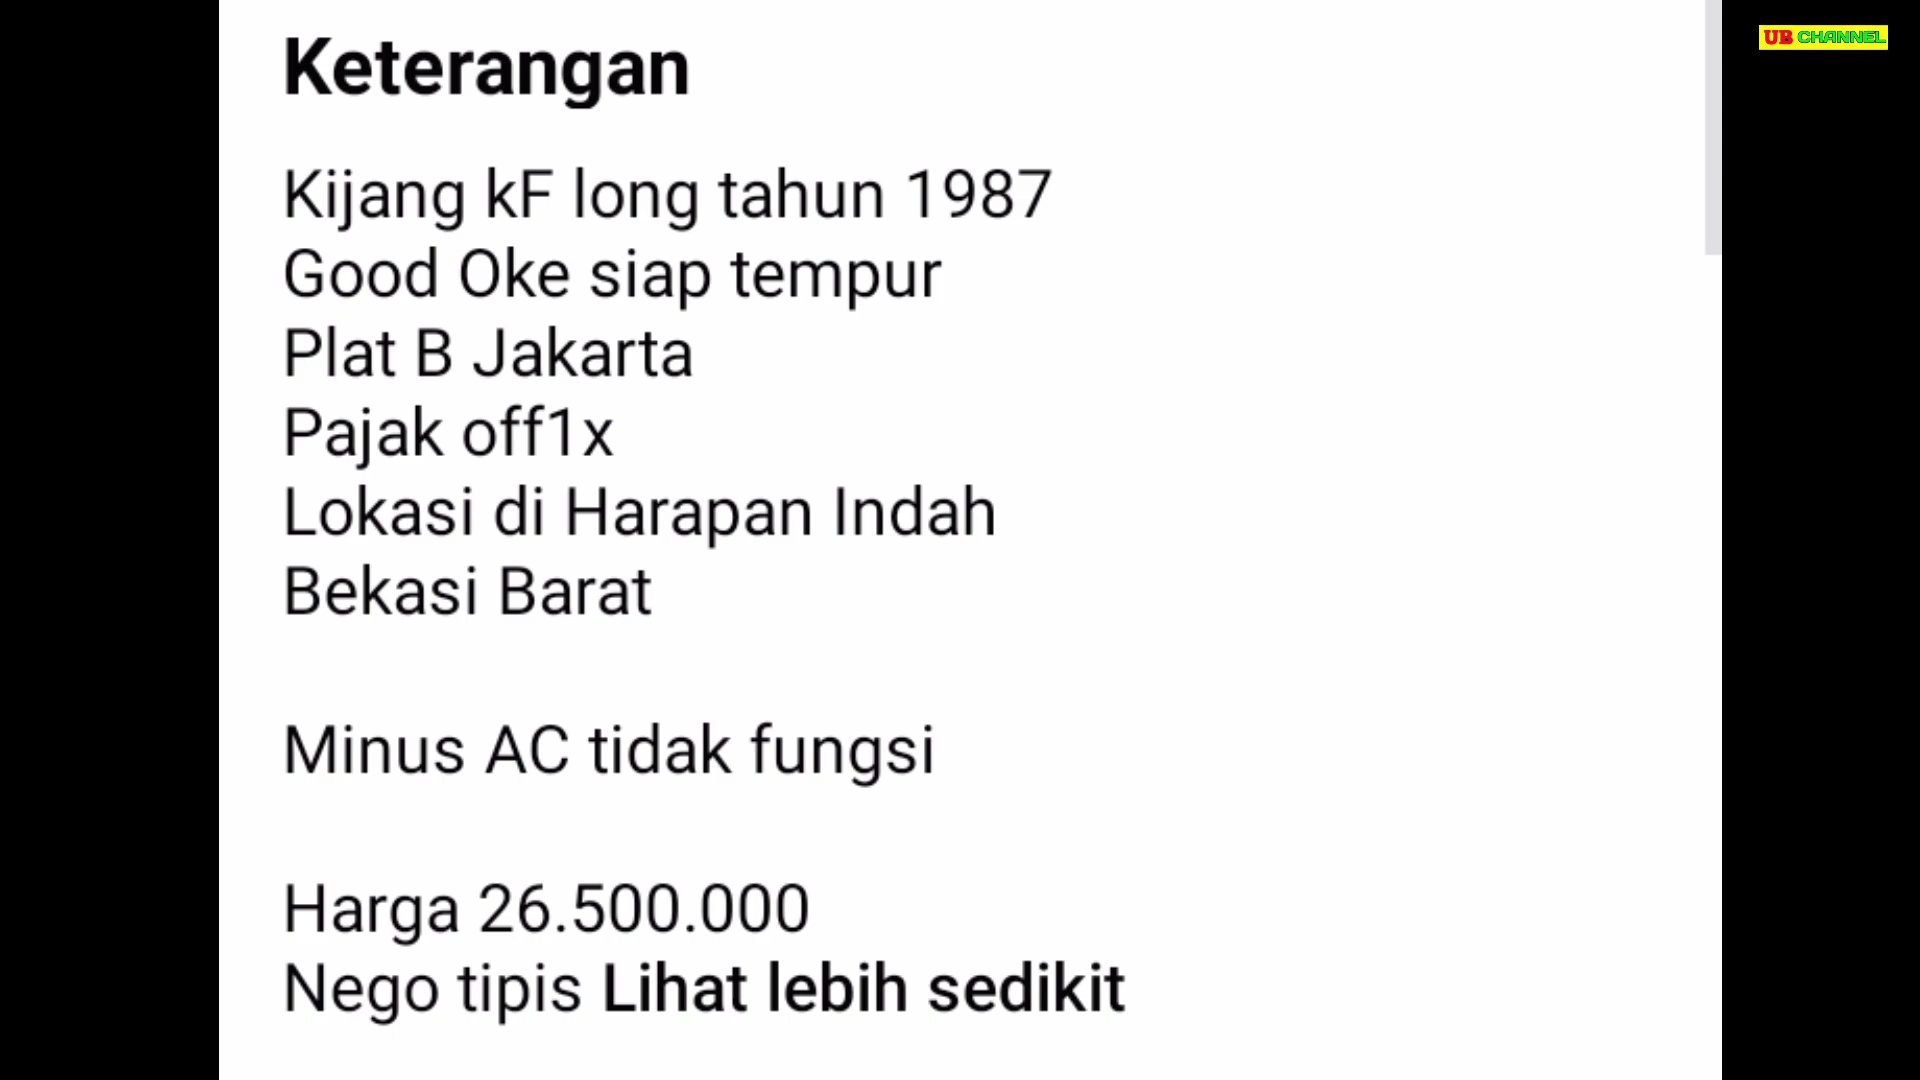 UB CHANNEL
Keterangan
Kijang kF long tahun 1987
Good Oke siap tempur
Plat B Jakarta
Pajak off1x
Lokasi di Harapan Indah
Bekasi Barat
Minus AC tidak fungsi
Harga 26.500.000
Nego tipis Lihat lebih sedikit